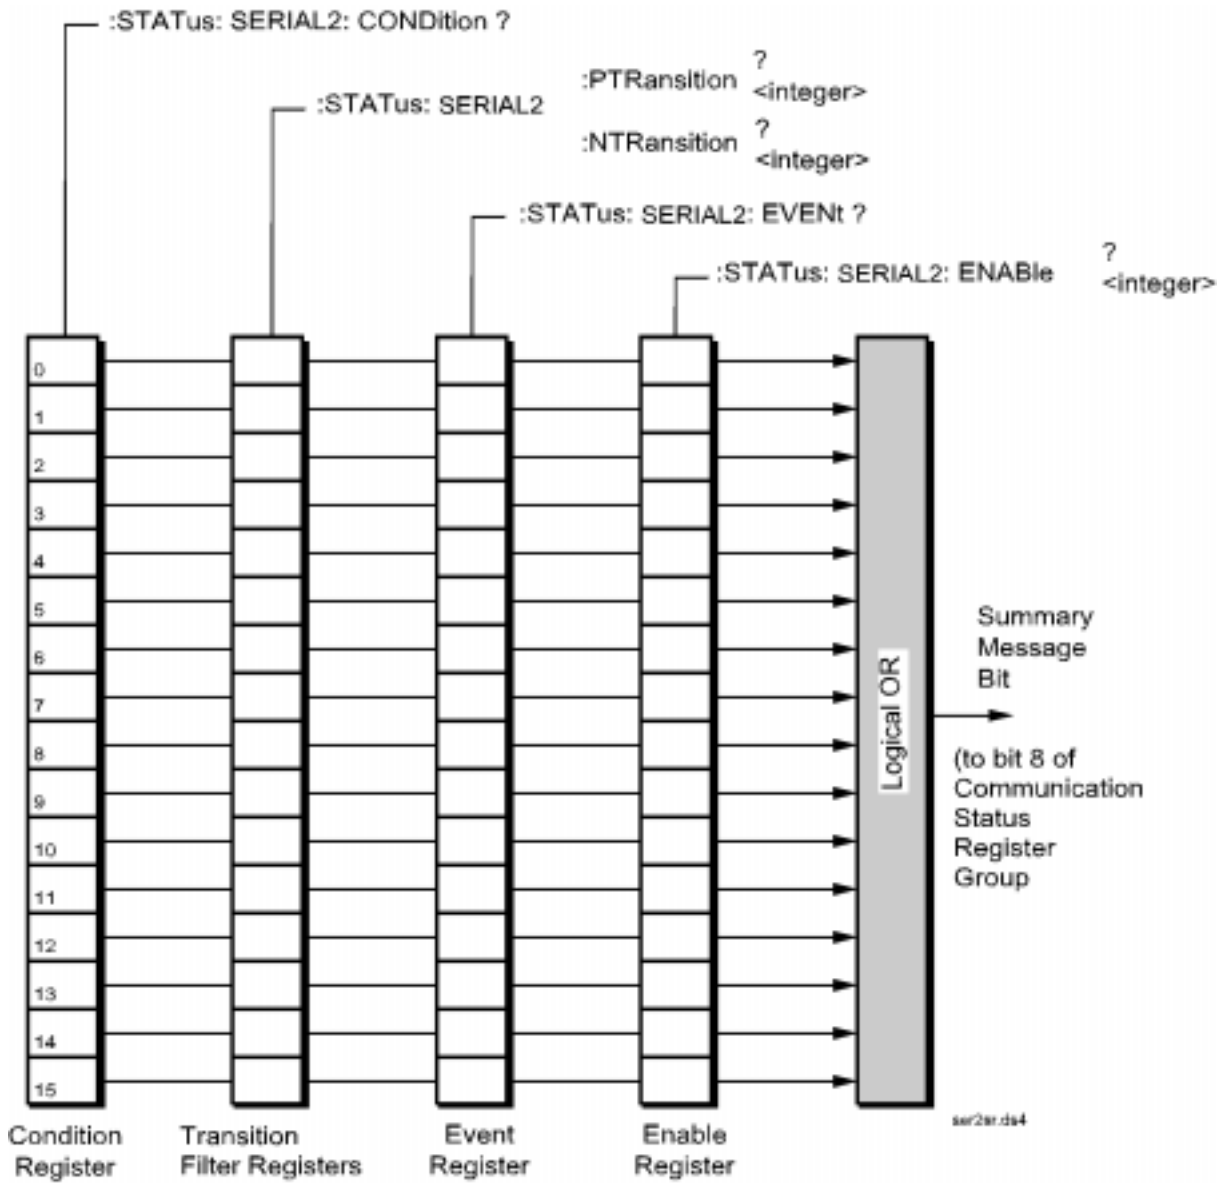 :STATus: SERIAL2: CONDition ?
?
:PTRansition <integer>
:STATus: SERIAL2
?
:NTRansition <integer>
:STATus: SERIAL2: EVENt ?
?
:STATus: SERIAL2: ENABle <integer>
0
1
2
3
4
5
6
7
8
9
10
11
12
13
14
15
Logical OR
Summary
Message
Bit
(to bit 8 of
Communication
Status
Register
Group
Condition
Register
Transition
Filter Registers
Event
Register
Enable
Register